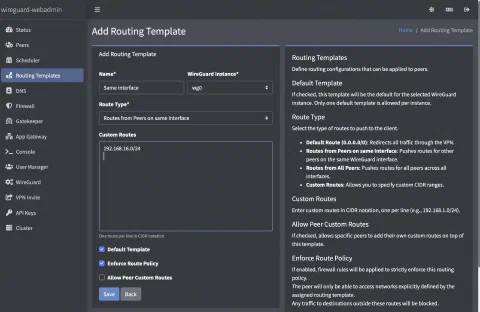 wireguard-webadmin
Home / Add Routing Template
Status
Peers
Scheduler
Routing Templates
DNS
Firewall
Gatekeeper
App Gateway
Console
User Manager
WireGuard
VPN Invite
API Keys
Cluster
Add Routing Template
Add Routing Template
Name*
WireGuard Instance*
Same interface
wg0
Route Type*
Routes from Peers on same interface
Custom Routes
192.168.16.0/24
One route per line in CIDR notation.
Default Template
Enforce Route Policy
Allow Peer Custom Routes
Save
Back
Routing Templates
Define routing configurations that can be applied to peers.
Default Template
If checked, this template will be the default for the selected WireGuard
instance. Only one default template is allowed per instance.
Route Type
Select the type of routes to push to the client.
Default Route (0.0.0.0/0): Redirects all traffic through the VPN.
Routes from Peers on same Interface: Pushes routes for other
peers on the same WireGuard interface.
Routes from All Peers: Pushes routes for all peers across all
interfaces.
Custom Routes: Allows you to specify custom CIDR ranges.
Custom Routes
Enter custom routes in CIDR notation, one per line (e.g., 192.168.1.0/24).
Allow Peer Custom Routes
If checked, allows specific peers to add their own custom routes on top of
this template.
Enforce Route Policy
If enabled, firewall rules will be applied to strictly enforce this routing
policy.
The peer will only be able to access networks explicitly defined by the
assigned routing template.
Any traffic to destinations outside these routes will be blocked.